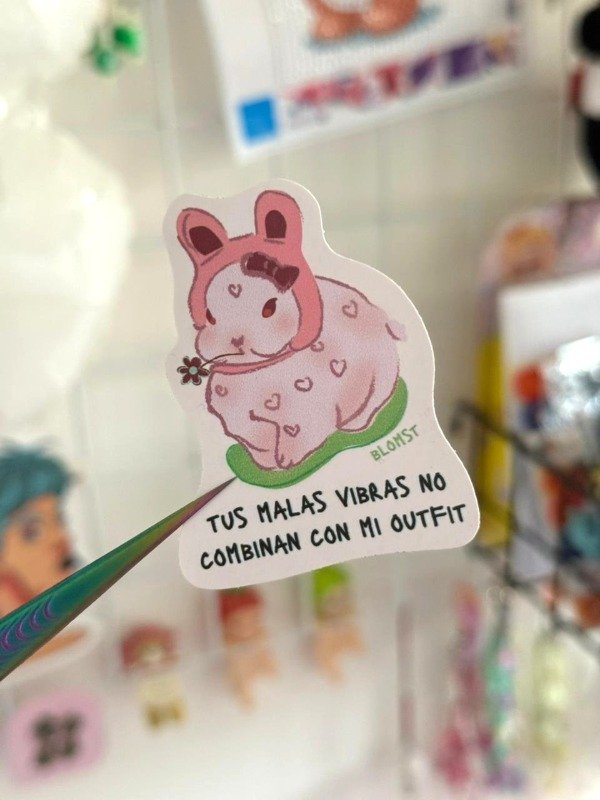 BLOMST
TUS MALAS VIBRAS NO
COMBINAN CON MI OUTFIT